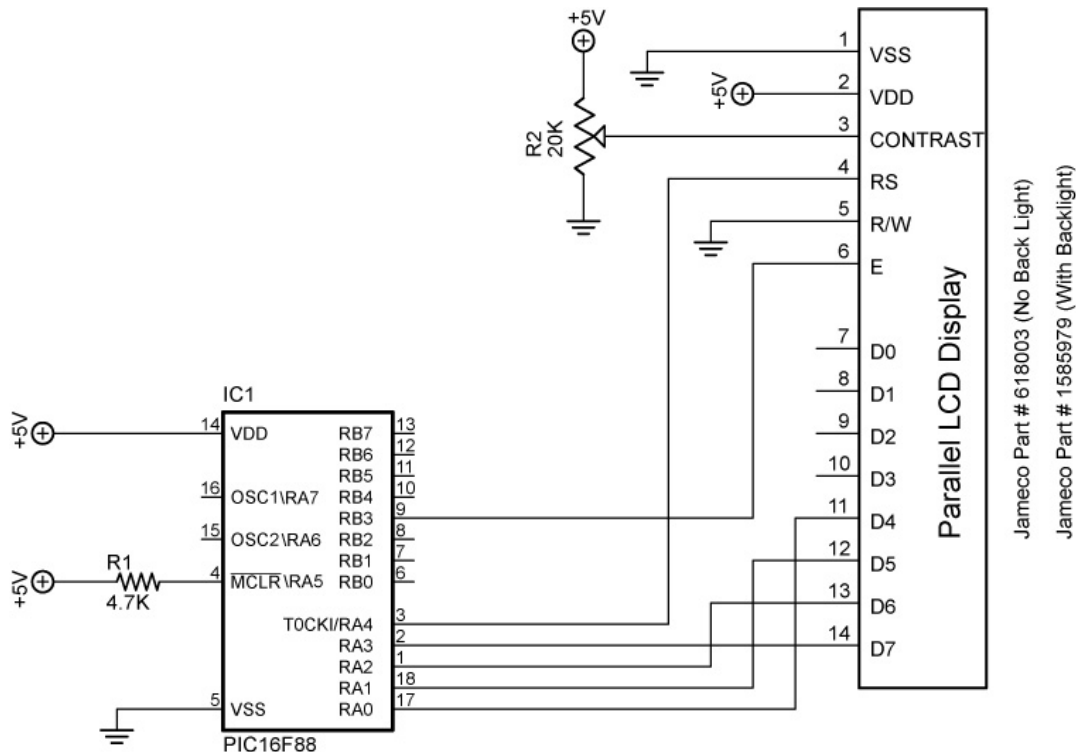 +5V
R2
20K
+5V
1 VSS
2 VDD
3 CONTRAST
4 RS
5 R/W
6 E
7 D0
8 D1
9 D2
10 D3
11 D4
12 D5
13 D6
14 D7
Parallel LCD Display
Jameco Part # 618003 (No Back Light)
Jameco Part # 1585979 (With Backlight)
IC1
+5V
14 VDD
16 OSC1\RA7
15 OSC2\RA6
+5V
R1
4.7K
4 MCLR\RA5
5 VSS
RB7 13
RB6 12
RB5 11
RB4 10
RB3 9
RB2 8
RB1 7
RB0 6
T0CKI/RA4 3
RA3 2
RA2 1
RA1 18
RA0 17
PIC16F88